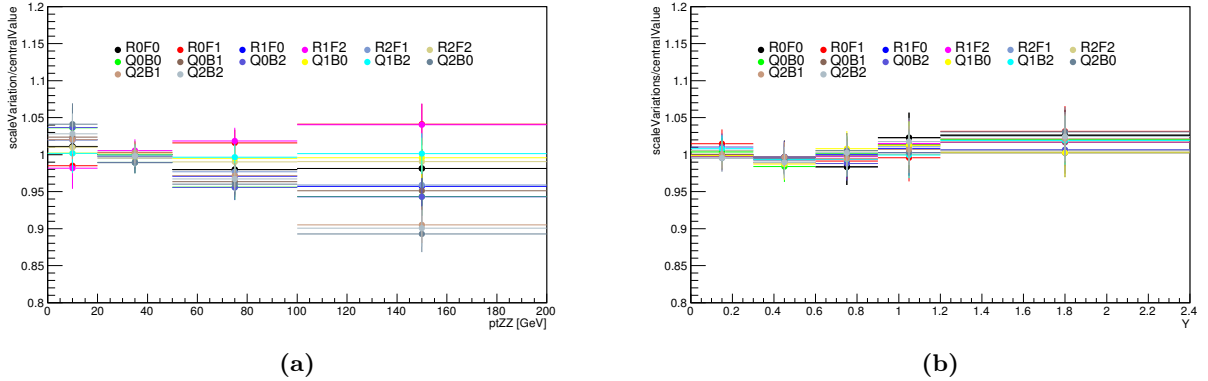 scaleVariation/centralValue
1.2
1.15
1.1
1.05
1
0.95
0.9
0.85
0.8
R0F0 R0F1 R1F0 R1F2 R2F1 R2F2
Q0B0 Q0B1 Q0B2 Q1B0 Q1B2 Q2B0
Q2B1 Q2B2
0 20 40 60 80 100 120 140 160 180 200
ptZZ [GeV]
(a)
scaleVariations/centralValue
1.2
1.15
1.1
1.05
1
0.95
0.9
0.85
0.8
R0F0 R0F1 R1F0 R1F2 R2F1 R2F2
Q0B0 Q0B1 Q0B2 Q1B0 Q1B2 Q2B0
Q2B1 Q2B2
0 0.2 0.4 0.6 0.8 1 1.2 1.4 1.6 1.8 2 2.2 2.4
Y
(b)